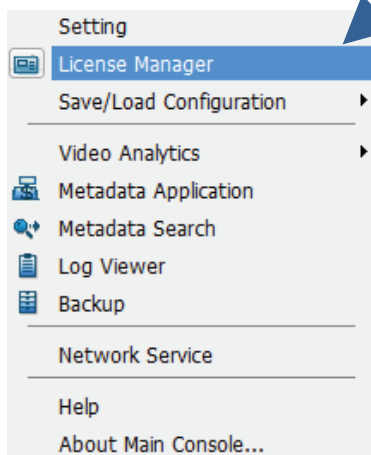 Setting
License Manager
Save/Load Configuration
Video Analytics
Metadata Application
Metadata Search
Log Viewer
Backup
Network Service
Help
About Main Console...